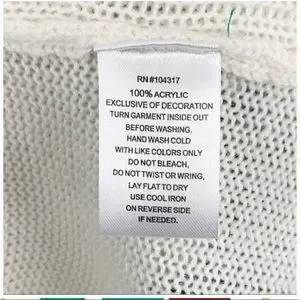 RN#104317
100% ACRYLIC
EXCLUSIVE OF DECORATION
TURN GARMENT INSIDE OUT
BEFORE WASHING.
HAND WASH COLD
WITH LIKE COLORS ONLY
DO NOT BLEACH,
DO NOT TWIST OR WRING,
LAY FLAT TO DRY
USE COOL IRON
ON REVERSE SIDE
IF NEEDED.